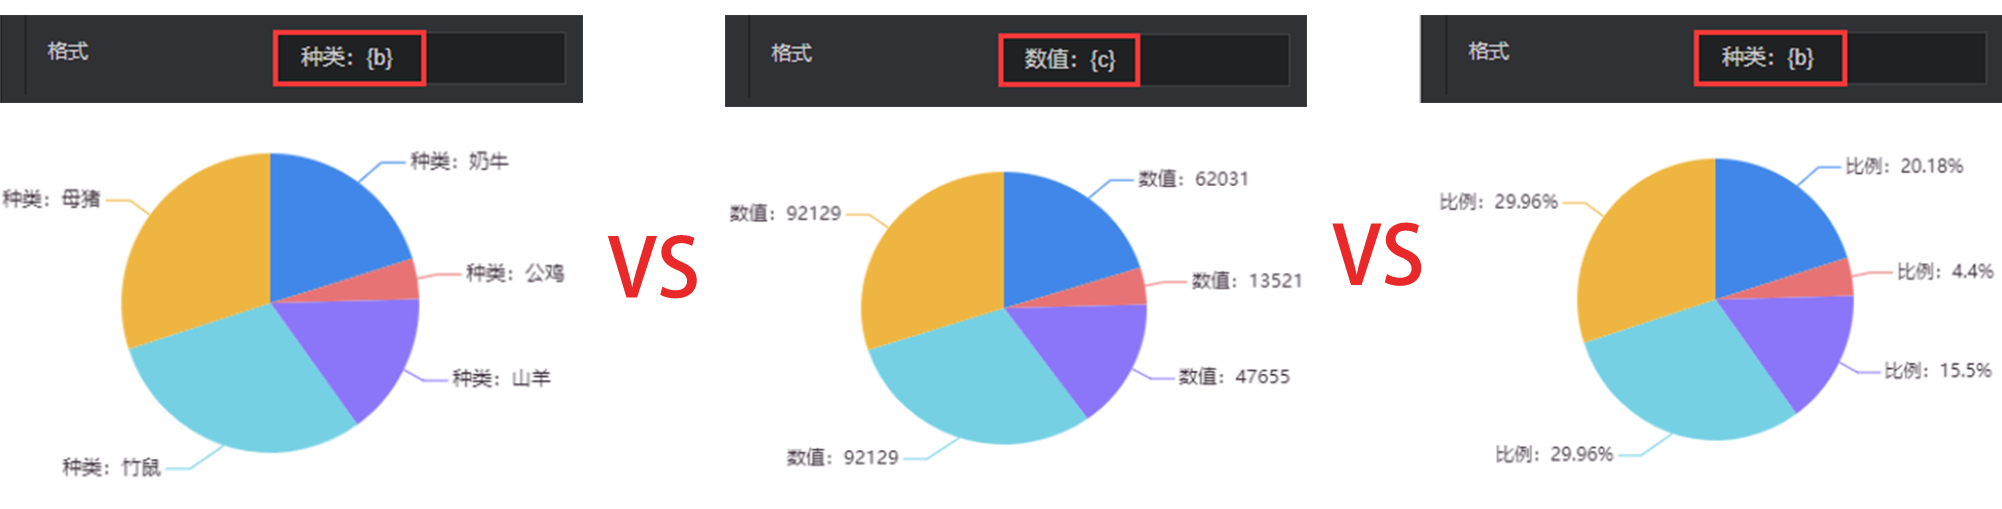 格式
种类：{b}
种类：奶牛
种类：母猪
种类：公鸡
种类：山羊
种类：竹鼠
VS
格式
数值：{c}
数值：62031
数值：92129
数值：13521
数值：47655
数值：92129
VS
格式
种类：{b}
比例：20.18%
比例：29.96%
比例：4.4%
比例：15.5%
比例：29.96%